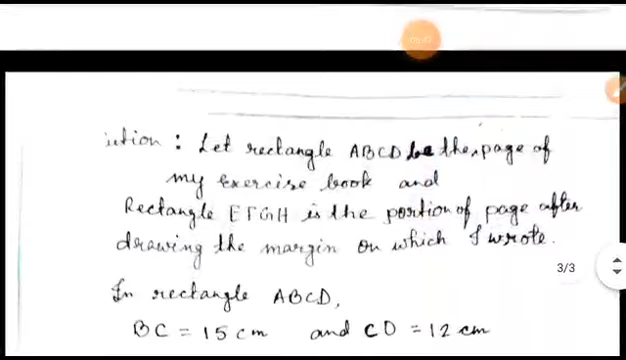 ution : Let rectangle ABCD be the page of
my exercise book and
Rectangle EFGH is the portion of page after
drawing the margin on which I wrote.
3/3
In rectangle ABCD,
BC = 15 cm and CD = 12 cm